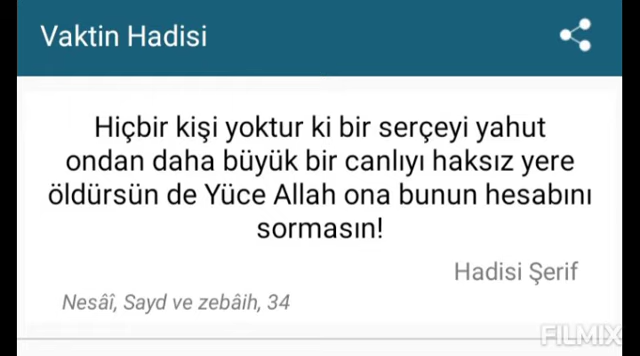 Vaktin Hadisi
Hiçbir kişi yoktur ki bir serçeyi yahut
ondan daha büyük bir canlıyı haksız yere
öldürsün de Yüce Allah ona bunun hesabını
sormasın!
Hadisi Şerif
Nesâî, Sayd ve zebâih, 34
FILMIX